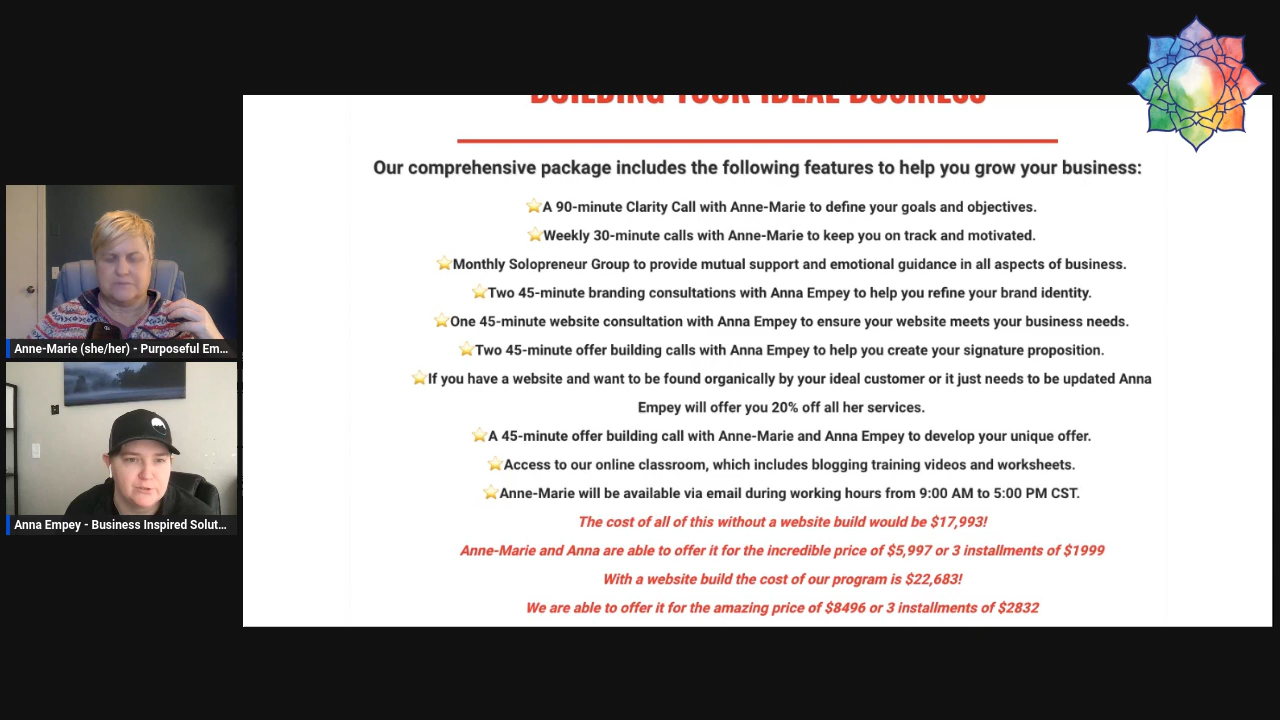 BUILDING YOUR IDEAL BUSINESS
Our comprehensive package includes the following features to help you grow your business:
⭐A 90-minute Clarity Call with Anne-Marie to define your goals and objectives.
⭐Weekly 30-minute calls with Anne-Marie to keep you on track and motivated.
⭐Monthly Solopreneur Group to provide mutual support and emotional guidance in all aspects of business.
⭐Two 45-minute branding consultations with Anna Empey to help you refine your brand identity.
⭐One 45-minute website consultation with Anna Empey to ensure your website meets your business needs.
⭐Two 45-minute offer building calls with Anna Empey to help you create your signature proposition.
⭐If you have a website and want to be found organically by your ideal customer or it just needs to be updated Anna
Empey will offer you 20% off all her services.
⭐A 45-minute offer building call with Anne-Marie and Anna Empey to develop your unique offer.
⭐Access to our online classroom, which includes blogging training videos and worksheets.
⭐Anne-Marie will be available via email during working hours from 9:00 AM to 5:00 PM CST.
The cost of all of this without a website build would be $17,993!
Anne-Marie and Anna are able to offer it for the incredible price of $5,997 or 3 installments of $1999
With a website build the cost of our program is $22,683!
We are able to offer it for the amazing price of $8496 or 3 installments of $2832
Anne-Marie (she/her) - Purposeful Em...
Anna Empey - Business Inspired Solut...